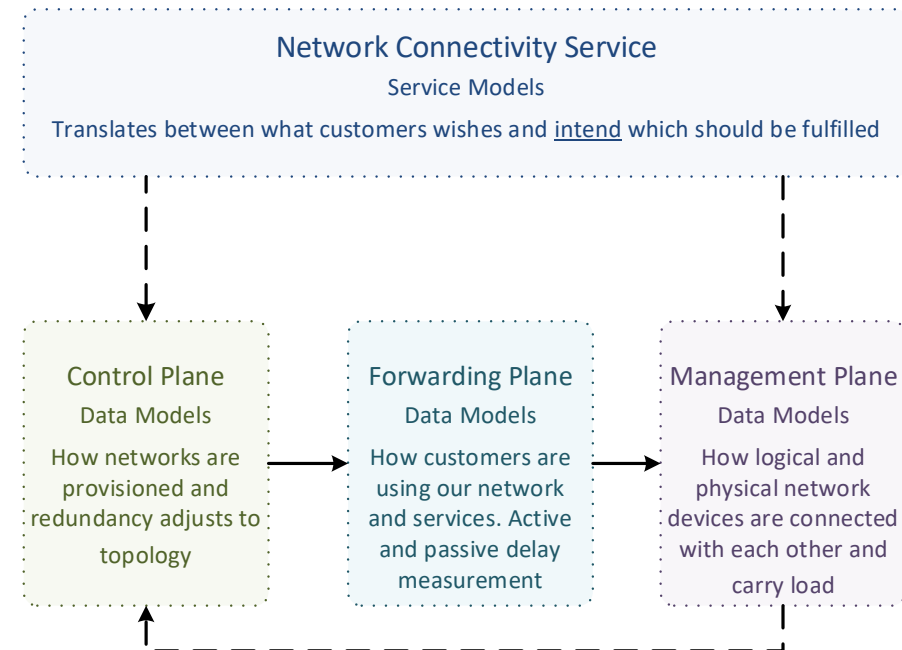 Network Connectivity Service
Service Models
Translates between what customers wishes and intend which should be fulfilled
Control Plane
Data Models
How networks are
provisioned and
redundancy adjusts to
topology
Forwarding Plane
Data Models
How customers are
using our network
and services. Active
and passive delay
measurement
Management Plane
Data Models
How logical and
physical network
devices are connected
with each other and
carry load